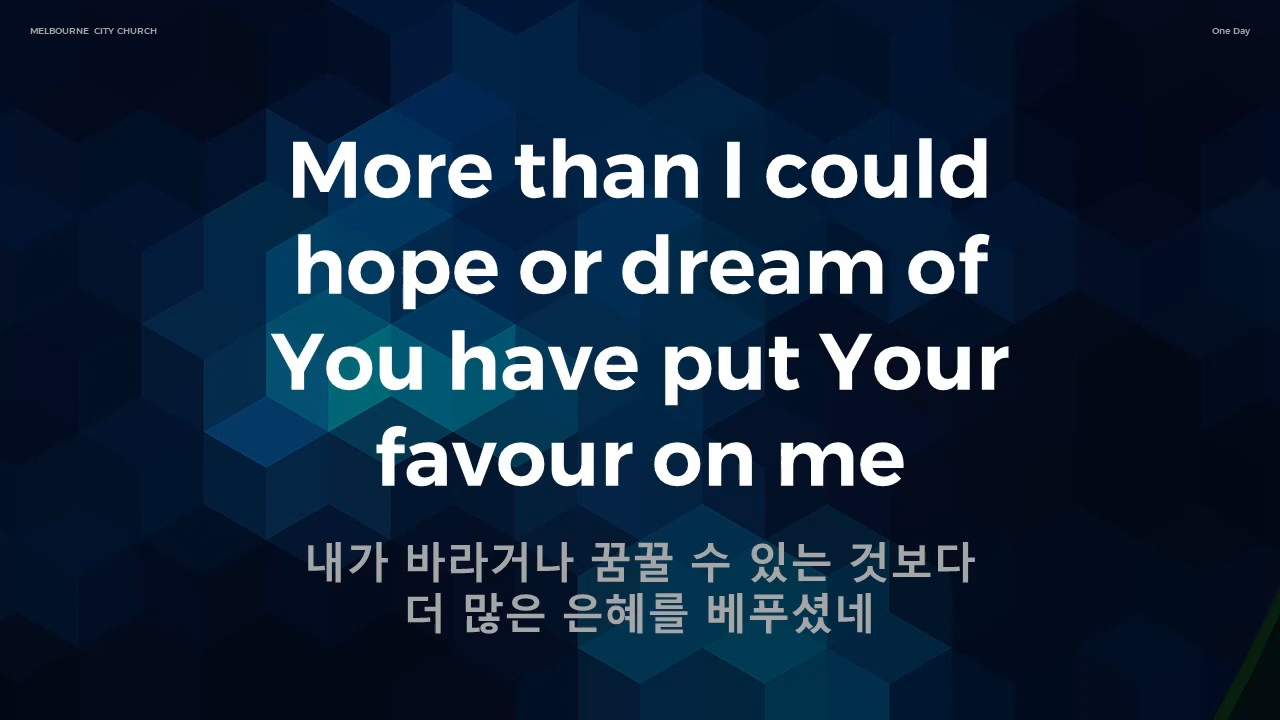 MELBOURNE CITY CHURCH
One Day
More than I could
hope or dream of
You have put Your
favour on me
내가 바라거나 꿈꿀 수 있는 것보다
더 많은 은혜를 베푸셨네